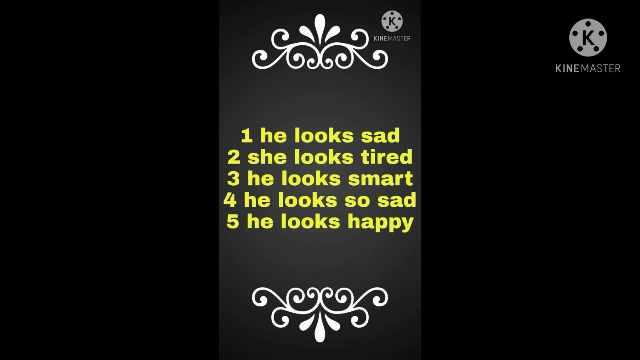 KINEMASTER
KINEMASTER
1 he looks sad
2 she looks tired
3 he looks smart
4 he looks so sad
5 he looks happy